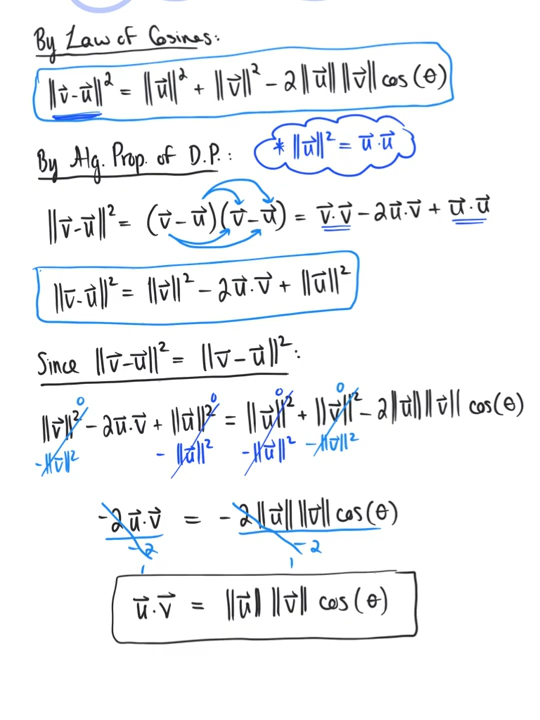 By Law of Cosines:
||v⃗-u⃗||² = ||u⃗||² + ||v⃗||² - 2||u⃗|| ||v⃗|| cos(θ)
By Alg. Prop. of D.P.: * ||u⃗||² = u⃗·u⃗
||v⃗-u⃗||² = (v⃗-u⃗)(v⃗-u⃗) = v⃗·v⃗ - 2u⃗·v⃗ + u⃗·u⃗
||v⃗-u⃗||² = ||v⃗||² - 2u⃗·v⃗ + ||u⃗||²
Since ||v⃗-u⃗||² = ||v⃗-u⃗||²:
0 0 0 0
||v⃗||² - 2u⃗·v⃗ + ||u⃗||² = ||u⃗||² + ||v⃗||² - 2||u⃗|| ||v⃗|| cos(θ)
-||v⃗||² - ||u⃗||² -||u⃗||² -||v⃗||²
-2u⃗·v⃗ = -2||u⃗|| ||v⃗|| cos(θ)
-2 -2
1 1
u⃗·v⃗ = ||u⃗|| ||v⃗|| cos(θ)